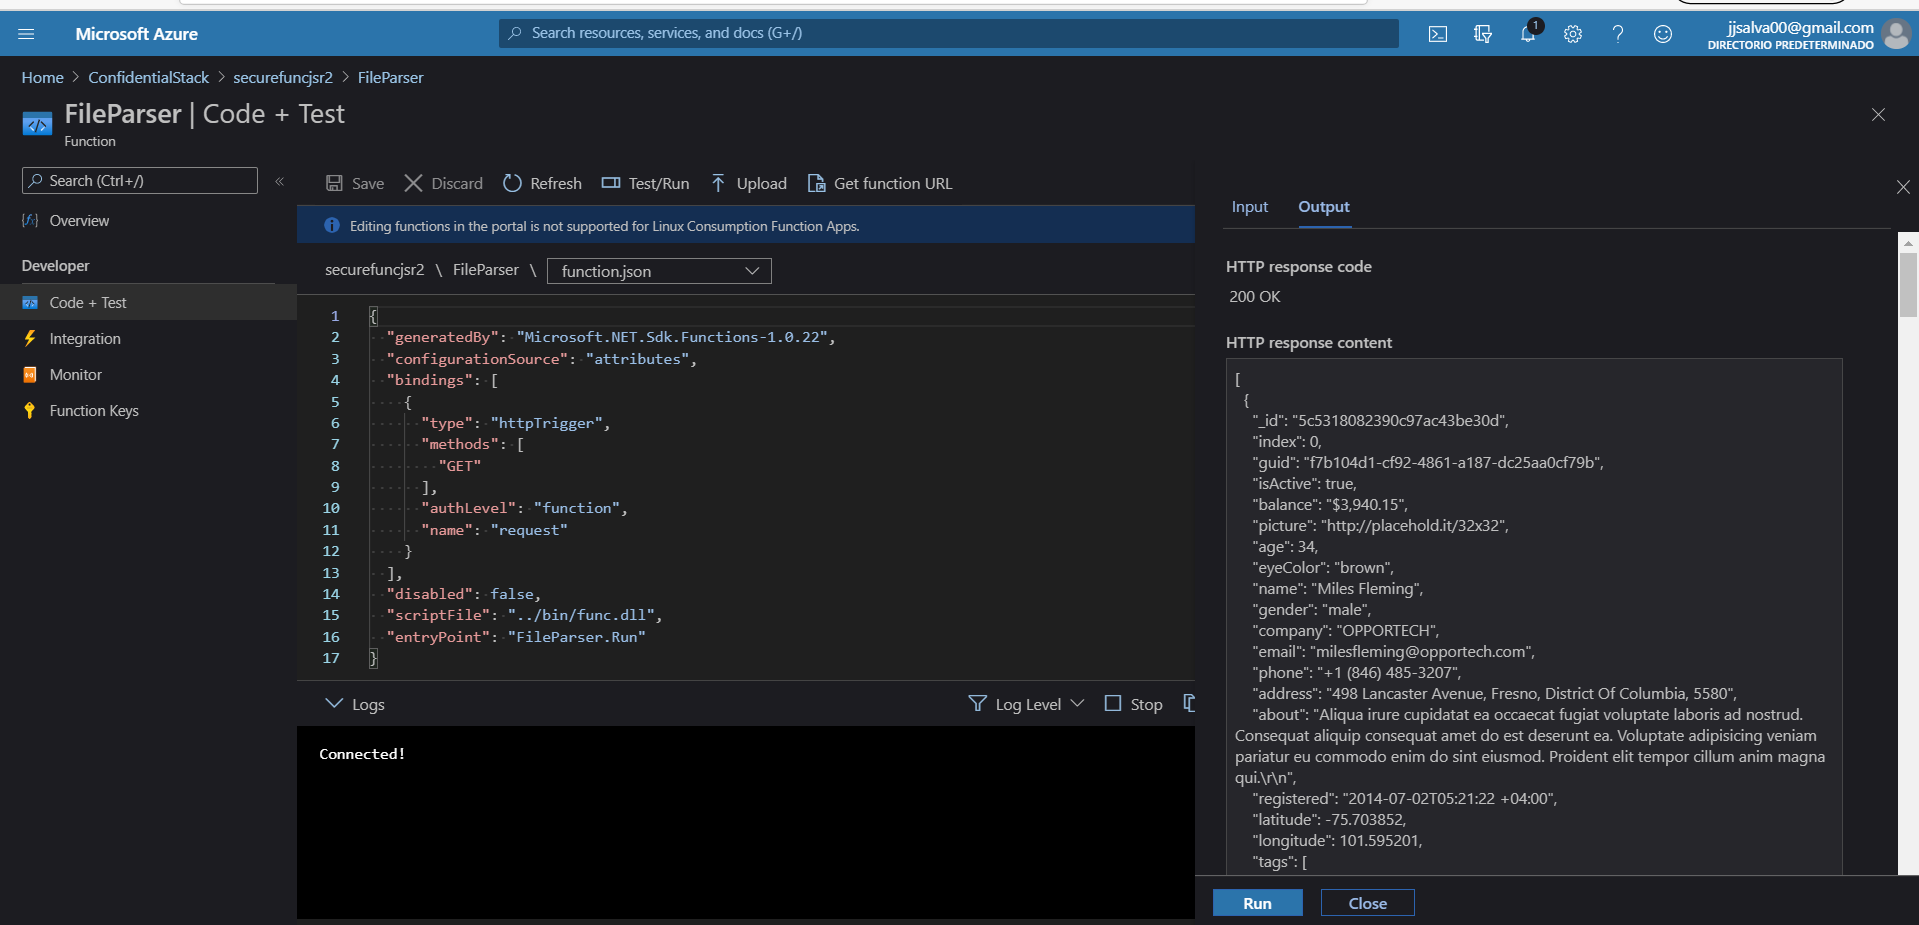 Microsoft Azure
Search resources, services, and docs (G+/)
1
jjsalva00@gmail.com
DIRECTORIO PREDETERMINADO
Home > ConfidentialStack > securefuncjsr2 > FileParser
FileParser | Code + Test
Function
Search (Ctrl+/)
«
Overview
Developer
Code + Test
Integration
Monitor
Function Keys
Save Discard Refresh Test/Run Upload Get function URL
Editing functions in the portal is not supported for Linux Consumption Function Apps.
securefuncjsr2 \ FileParser \ function.json
1 {
2 "generatedBy": "Microsoft.NET.Sdk.Functions-1.0.22",
3 "configurationSource": "attributes",
4 "bindings": [
5 {
6 "type": "httpTrigger",
7 "methods": [
8 "GET"
9 ],
10 "authLevel": "function",
11 "name": "request"
12 }
13 ],
14 "disabled": false,
15 "scriptFile": "../bin/func.dll",
16 "entryPoint": "FileParser.Run"
17 }
Logs
Log Level Stop
Connected!
Input Output
HTTP response code
200 OK
HTTP response content
[
{
"_id": "5c5318082390c97ac43be30d",
"index": 0,
"guid": "f7b104d1-cf92-4861-a187-dc25aa0cf79b",
"isActive": true,
"balance": "$3,940.15",
"picture": "http://placehold.it/32x32",
"age": 34,
"eyeColor": "brown",
"name": "Miles Fleming",
"gender": "male",
"company": "OPPORTECH",
"email": "milesfleming@opportech.com",
"phone": "+1 (846) 485-3207",
"address": "498 Lancaster Avenue, Fresno, District Of Columbia, 5580",
"about": "Aliqua irure cupidatat ea occaecat fugiat voluptate laboris ad nostrud.
Consequat aliquip consequat amet do est deserunt ea. Voluptate adipisicing veniam
pariatur eu commodo enim do sint eiusmod. Proident elit tempor cillum anim magna
qui.\r\n",
"registered": "2014-07-02T05:21:22 +04:00",
"latitude": -75.703852,
"longitude": 101.595201,
"tags": [
Run Close